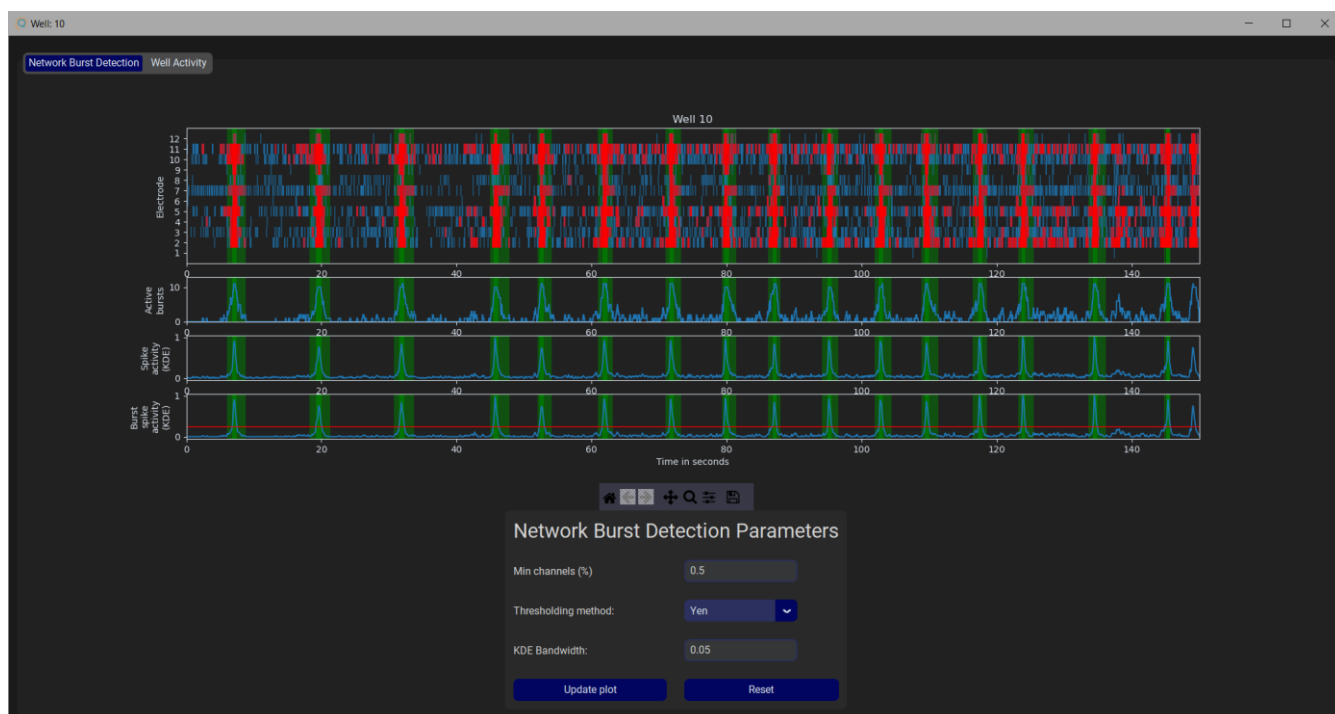 Well: 10
Network Burst Detection Well Activity
Well 10
12
11
10
9
8
7
6
5
4
3
2
1
Electrode
0 20 40 60 80 100 120 140
10
0
Active
bursts
0 20 40 60 80 100 120 140
1
0
Spike
activity
(KDE)
0 20 40 60 80 100 120 140
1
0
Burst
spike
activity
(KDE)
0 20 40 60 80 100 120 140
Time in seconds
Network Burst Detection Parameters
Min channels (%) 0.5
Thresholding method: Yen
KDE Bandwidth: 0.05
Update plot Reset